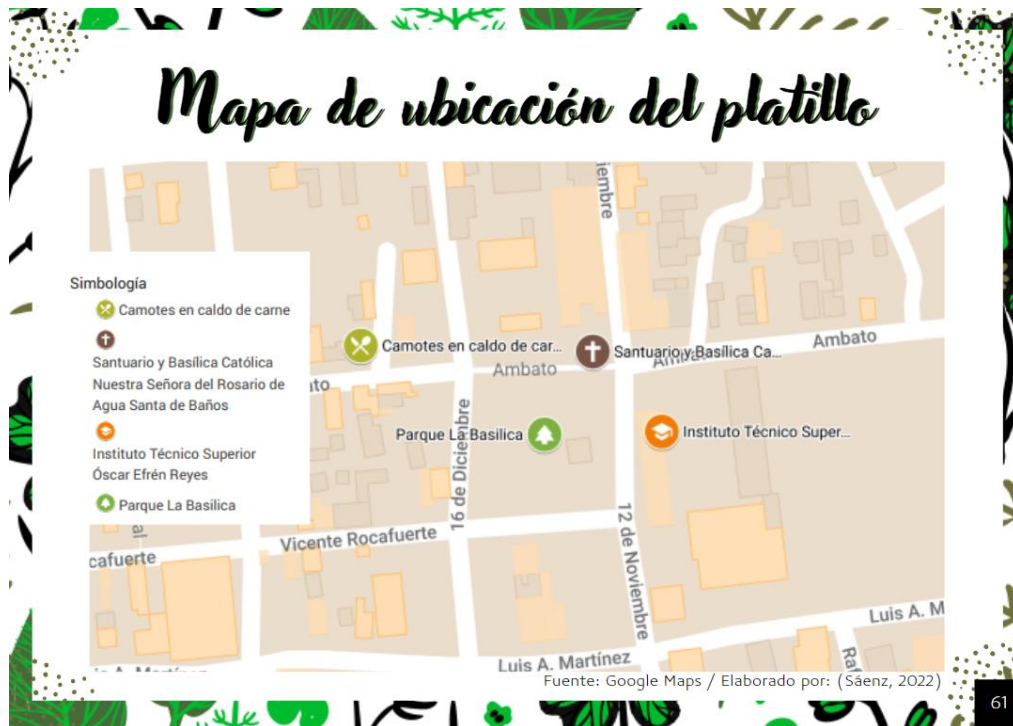 Mapa de ubicación del platillo
iembre
Simbología
Camotes en caldo de carne
Santuario y Basílica Católica
Nuestra Señora del Rosario de
Agua Santa de Baños
Instituto Técnico Superior
Óscar Efrén Reyes
Parque La Basilica
Camotes en caldo de car...
Santuario y Basílica Ca...
Ambato
Ambato
Ambato
ato
Parque La Basilica
Instituto Técnico Super...
16 de Diciembre
12 de Noviembre
Vicente Rocafuerte
cafuerte
al
Luis A. M
Luis A. Martínez
Raf
Fuente: Google Maps / Elaborado por: (Sáenz, 2022)
61